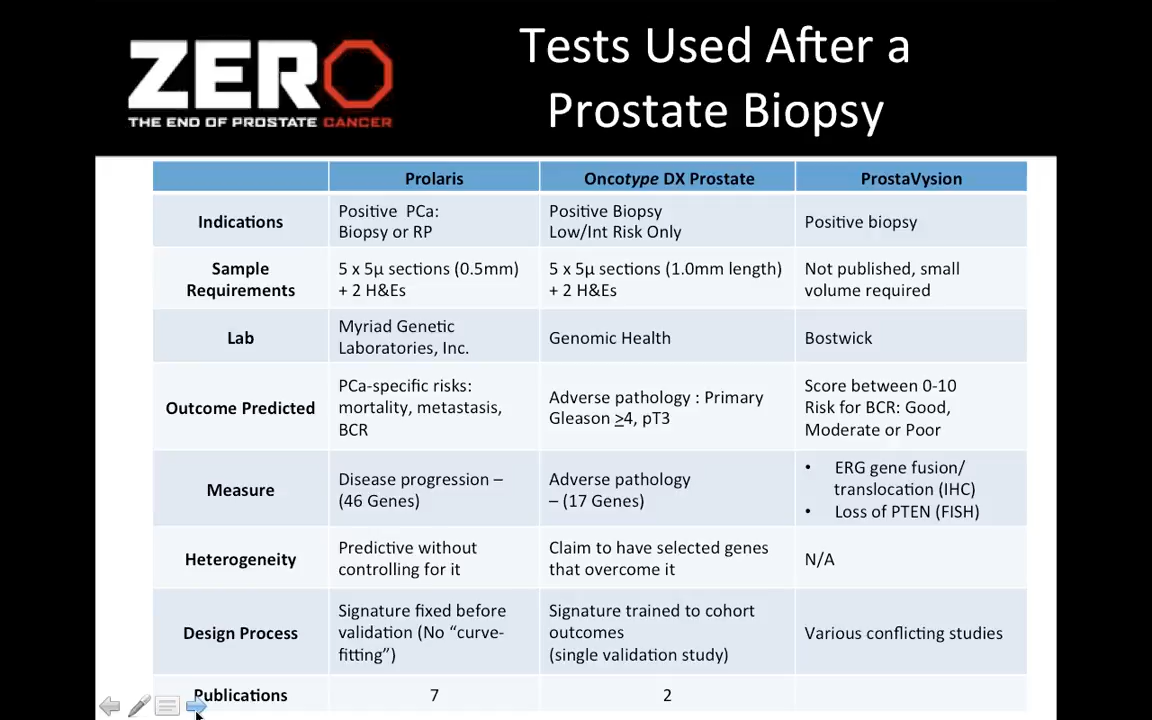 ZERO
THE END OF PROSTATE CANCER
Tests Used After a
Prostate Biopsy
Prolaris
Oncotype DX Prostate
ProstaVysion
Indications
Positive PCa:
Biopsy or RP
Positive Biopsy
Low/Int Risk Only
Positive biopsy
Sample
Requirements
5 x 5µ sections (0.5mm)
+ 2 H&Es
5 x 5µ sections (1.0mm length)
+ 2 H&Es
Not published, small
volume required
Lab
Myriad Genetic
Laboratories, Inc.
Genomic Health
Bostwick
Outcome Predicted
PCa-specific risks:
mortality, metastasis,
BCR
Adverse pathology : Primary
Gleason ≥4, pT3
Score between 0-10
Risk for BCR: Good,
Moderate or Poor
Measure
Disease progression –
(46 Genes)
Adverse pathology
– (17 Genes)
• ERG gene fusion/
translocation (IHC)
• Loss of PTEN (FISH)
Heterogeneity
Predictive without
controlling for it
Claim to have selected genes
that overcome it
N/A
Design Process
Signature fixed before
validation (No “curve-
fitting”)
Signature trained to cohort
outcomes
(single validation study)
Various conflicting studies
Publications
7
2